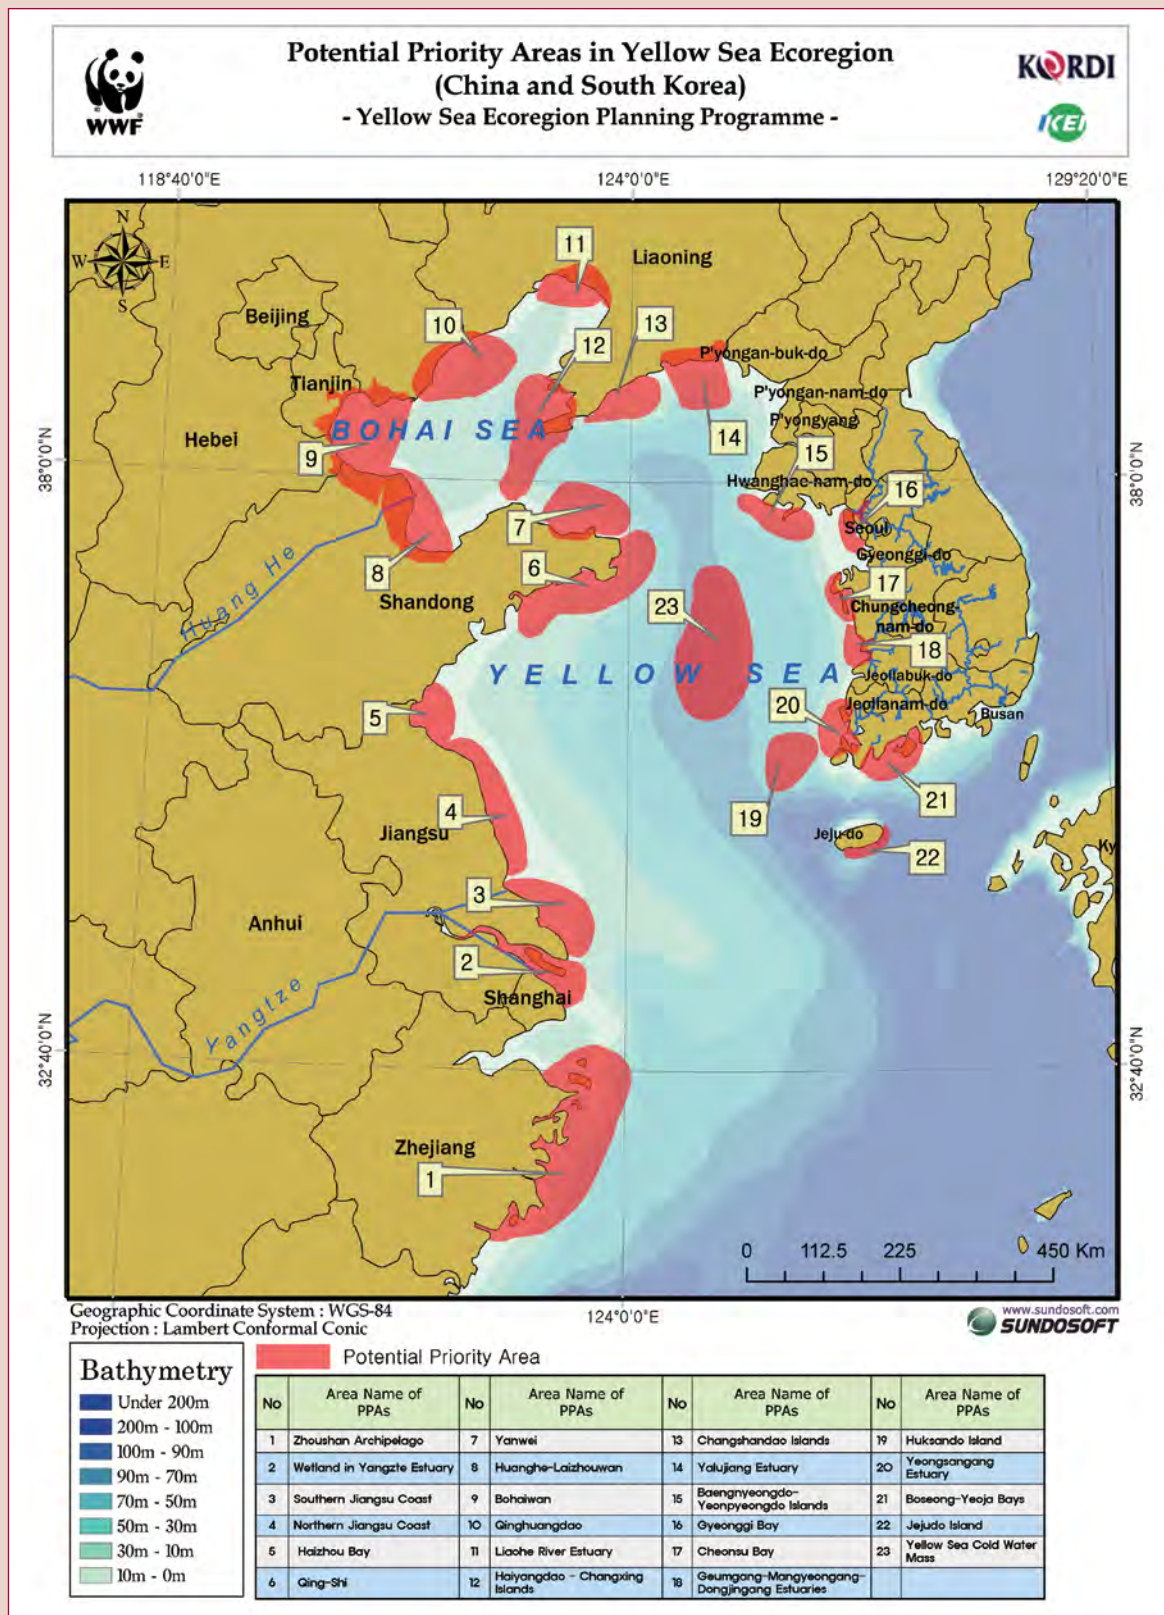 Potential Priority Areas in Yellow Sea Ecoregion
(China and South Korea)
- Yellow Sea Ecoregion Planning Programme -
WWF
KORDI
KEI
118°40'0"E
124°0'0"E
129°20'0"E
N
W
E
S
38°0'0"N
38°0'0"N
32°40'0"N
32°40'0"N
11
Liaoning
Beijing
10
13
12
P'yongan-buk-do
Tianjin
P'yongan-nam-do
P'yongyang
BOHAI SEA
Hebei
14
15
9
Hwanghae-nam-do
16
7
Seoul
Gyeonggi-do
8
6
17
Huang He
Shandong
23
Chungcheong-
nam-do
18
YELLOW SEA
Jeollabuk-do
Jeollanam-do
5
20
Busan
4
Jiangsu
19
21
Jeju-do
22
Ky
3
Anhui
2
Shanghai
Yangtze
Zhejiang
1
0
112.5
225
450 Km
Geographic Coordinate System : WGS-84
Projection : Lambert Conformal Conic
124°0'0"E
www.sundosoft.com
SUNDOSOFT
Bathymetry
Under 200m
200m - 100m
100m - 90m
90m - 70m
70m - 50m
50m - 30m
30m - 10m
10m - 0m
Potential Priority Area
No Area Name of PPAs No Area Name of PPAs No Area Name of PPAs No Area Name of PPAs
1 Zhoushan Archipelago 7 Yanwei 13 Changshandao Islands 19 Huksando Island
2 Wetland in Yangzte Estuary 8 Huanghe-Laizhouwan 14 Yalujiang Estuary 20 Yeongsangang Estuary
3 Southern Jiangsu Coast 9 Bohaiwan 15 Baengnyeongdo-Yeonpyeongdo Islands 21 Boseong-Yeoja Bays
4 Northern Jiangsu Coast 10 Qinghuangdao 16 Gyeonggi Bay 22 Jejudo Island
5 Haizhou Bay 11 Liaohe River Estuary 17 Cheonsu Bay 23 Yellow Sea Cold Water Mass
6 Qing-Shi 12 Haiyangdao - Changxing Islands 18 Geumgang-Mangyeongang-Dongjingang Estuaries